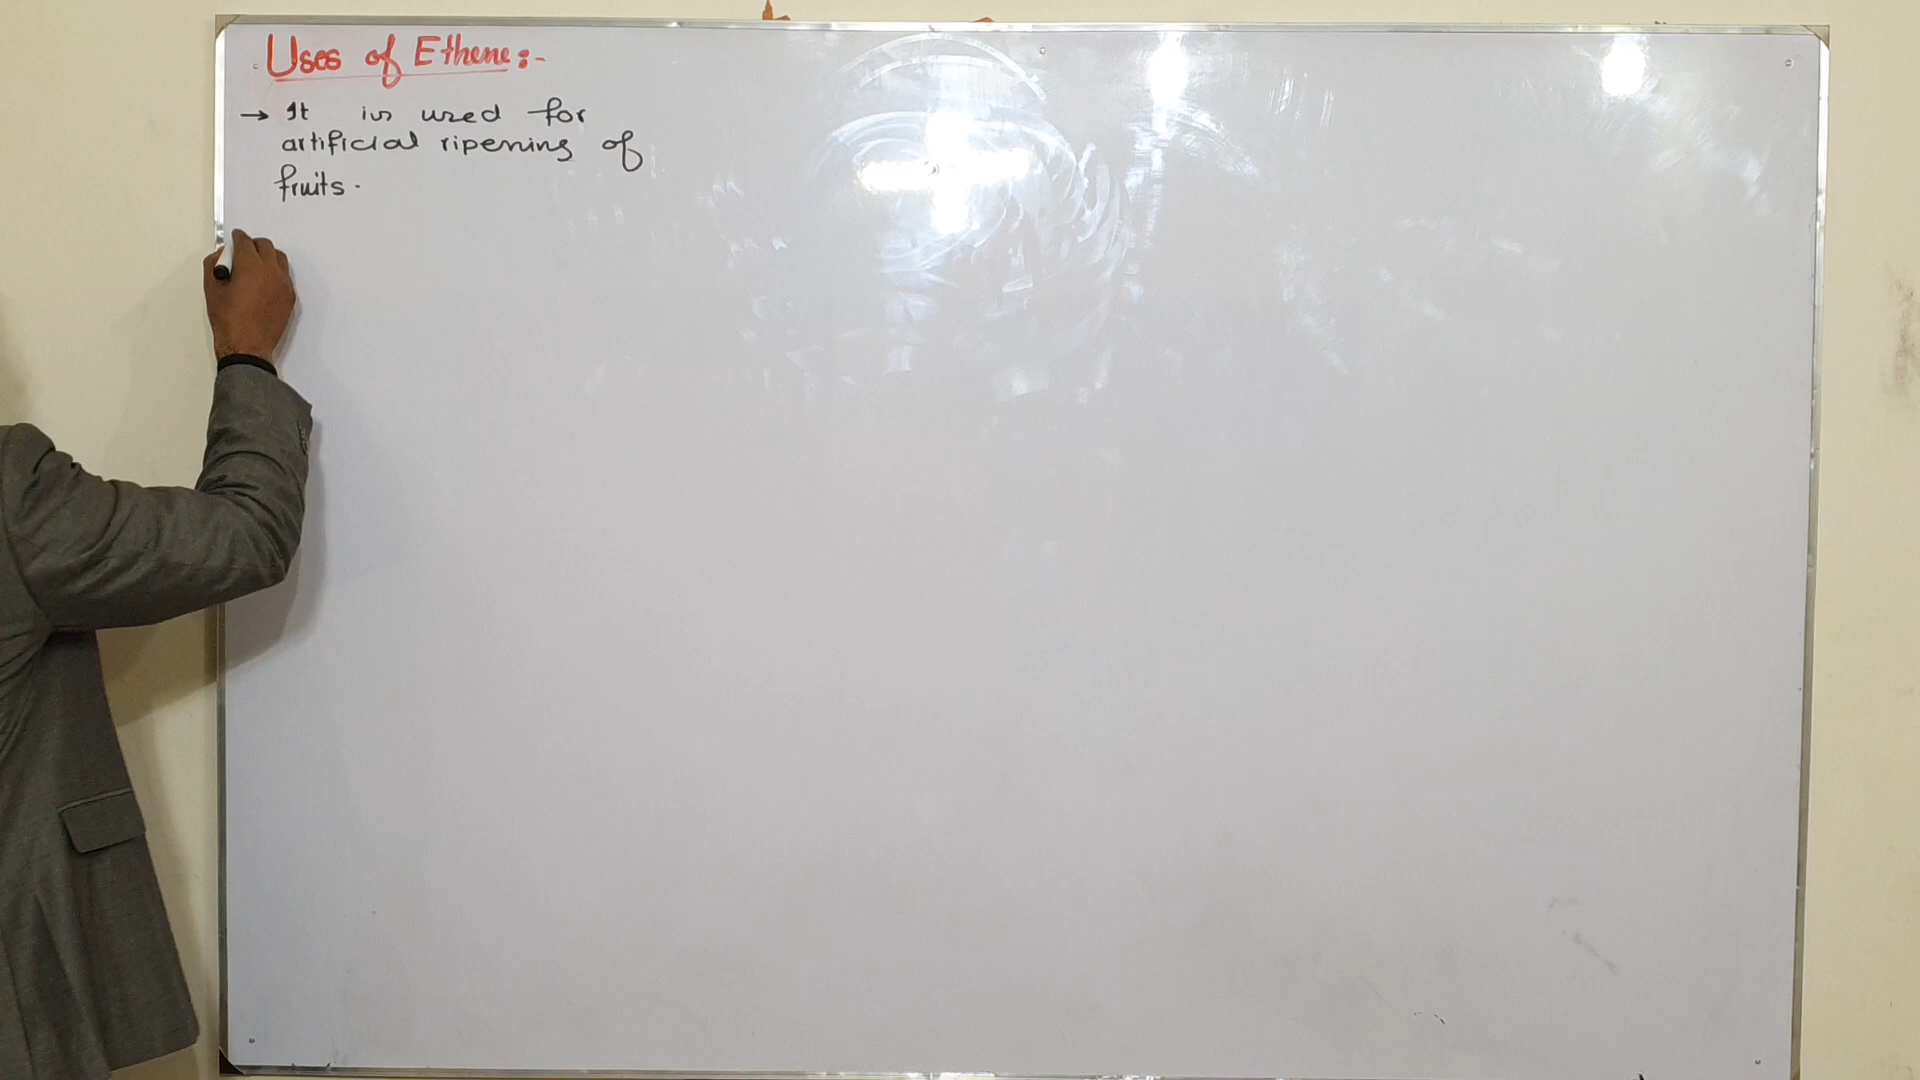 Uses of Ethene:-
→ It is used for
artificial ripening of
fruits.